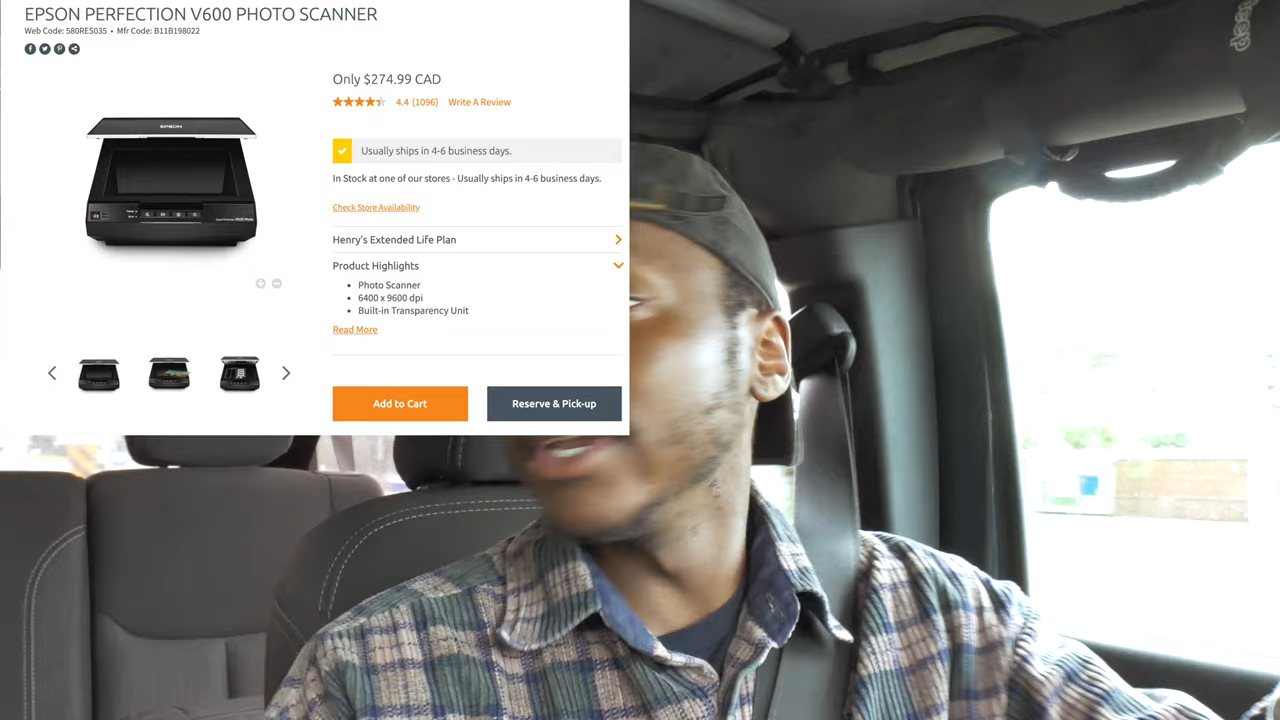 EPSON PERFECTION V600 PHOTO SCANNER
Web Code: 580RES035 • Mfr Code: B11B198022
Only $274.99 CAD
4.4 (1096) Write A Review
EPSON
Usually ships in 4-6 business days.
In Stock at one of our stores - Usually ships in 4-6 business days.
Check Store Availability
Henry's Extended Life Plan
Product Highlights
• Photo Scanner
• 6400 x 9600 dpi
• Built-in Transparency Unit
Read More
Add to Cart
Reserve & Pick-up
Jeep